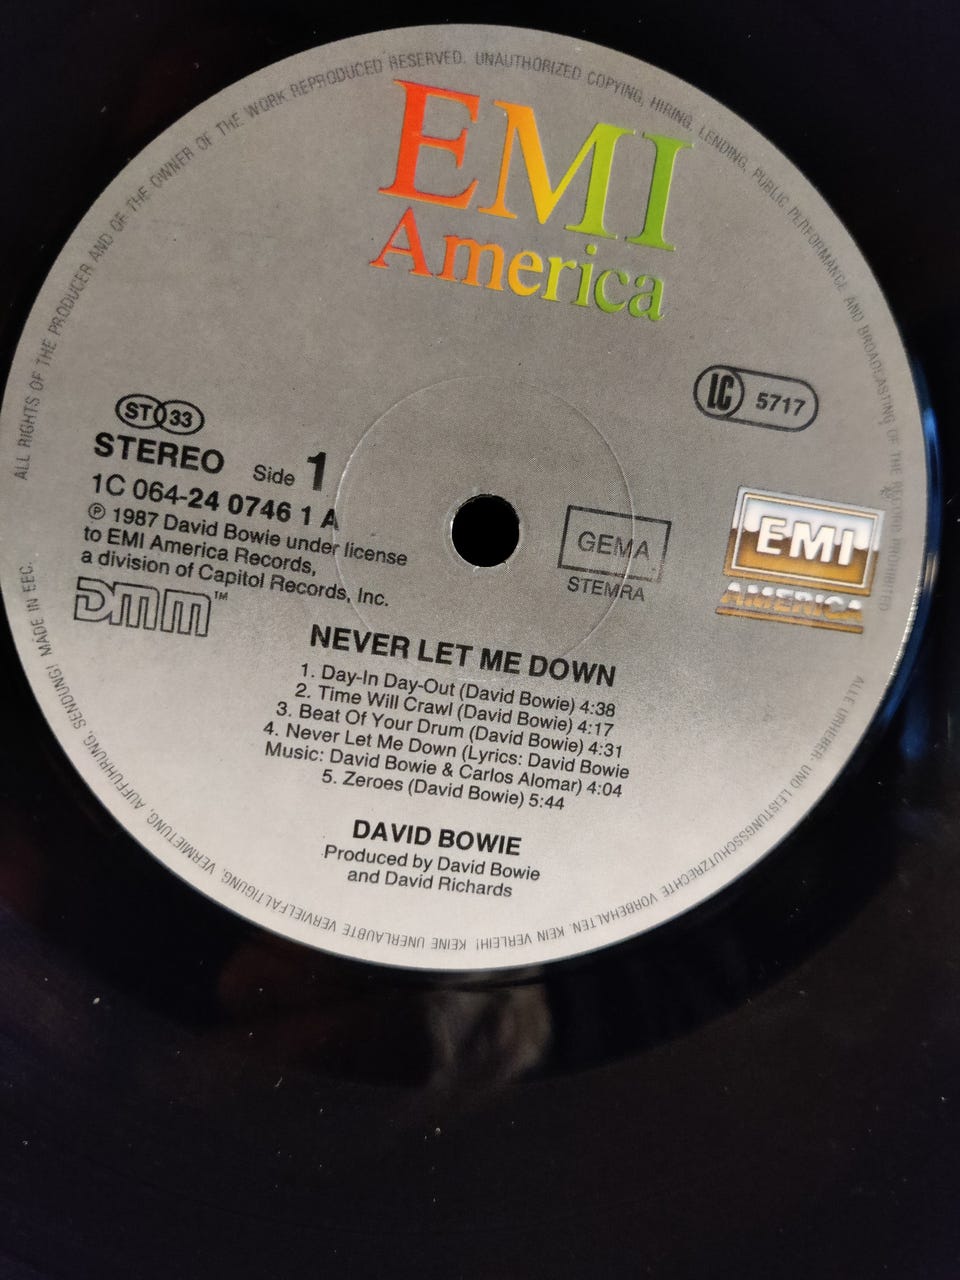 ALL RIGHTS OF THE PRODUCER AND OF THE OWNER OF THE WORK REPRODUCED RESERVED. UNAUTHORIZED COPYING, HIRING, LENDING, PUBLIC PERFORMANCE AND BROADCASTING OF THE RECORD PROHIBITED
EMI
America
LC 5717
ST 33
STEREO Side 1
1C 064-24 0746 1 A
℗ 1987 David Bowie under license
to EMI America Records,
a division of Capitol Records, Inc.
DMM™
GEMA
STEMRA
EMI
AMERICA
NEVER LET ME DOWN
1. Day-In Day-Out (David Bowie) 4:38
2. Time Will Crawl (David Bowie) 4:17
3. Beat Of Your Drum (David Bowie) 4:31
4. Never Let Me Down (Lyrics: David Bowie
Music: David Bowie & Carlos Alomar) 4:04
5. Zeroes (David Bowie) 5:44
DAVID BOWIE
Produced by David Bowie
and David Richards
ALLE URHEBER- UND LEISTUNGSSCHUTZRECHTE VORBEHALTEN. KEIN VERLEIH! KEINE UNERLAUBTE VERVIELFÄLTIGUNG, VERMIETUNG, AUFFÜHRUNG, SENDUNG! MADE IN EEC.